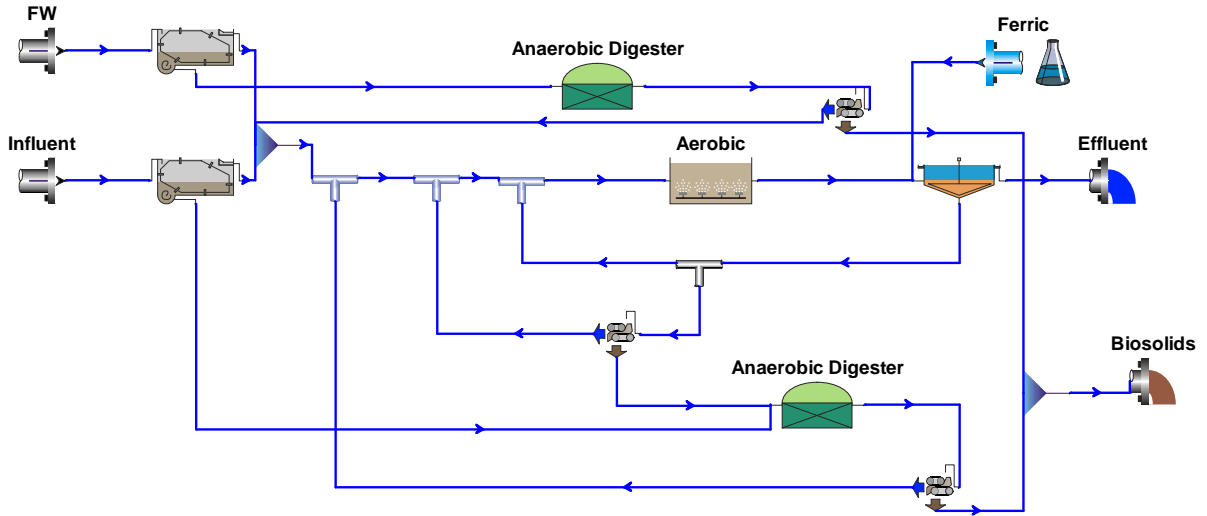 FW
Ferric
Anaerobic Digester
Influent
Aerobic
Effluent
Biosolids
Anaerobic Digester